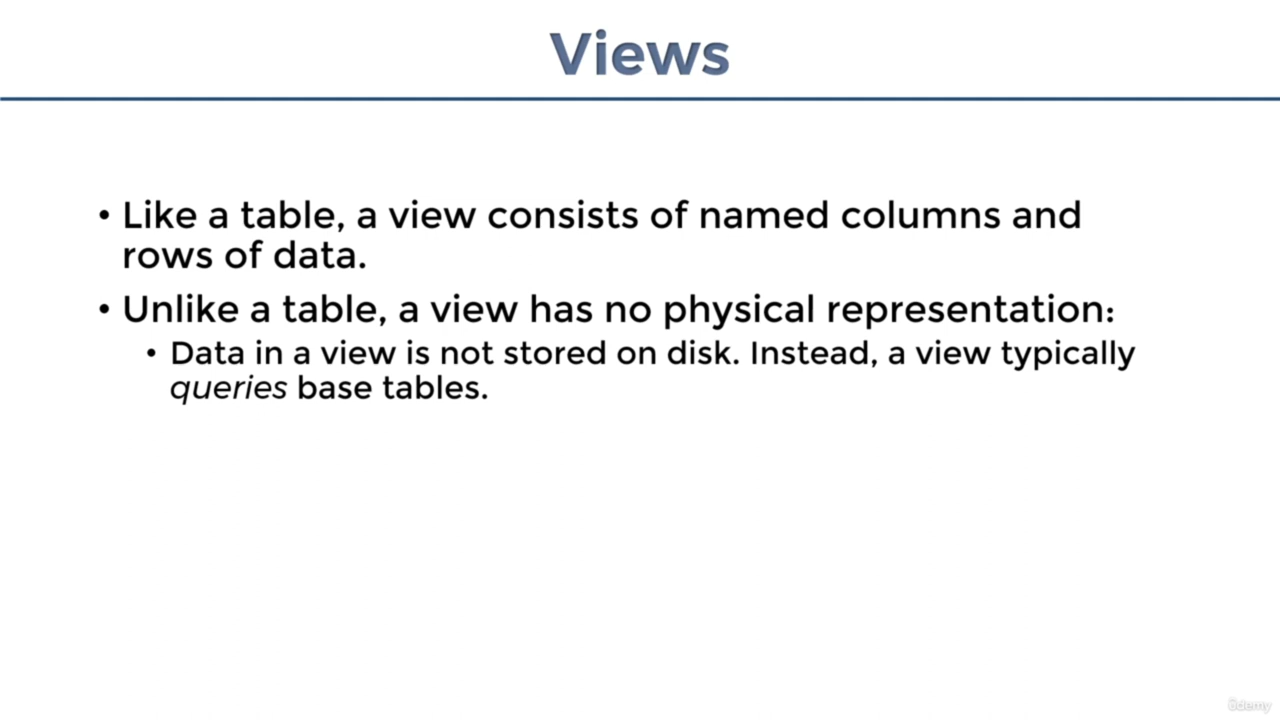 Views
• Like a table, a view consists of named columns and
rows of data.
• Unlike a table, a view has no physical representation:
• Data in a view is not stored on disk. Instead, a view typically
queries base tables.
ûdemy